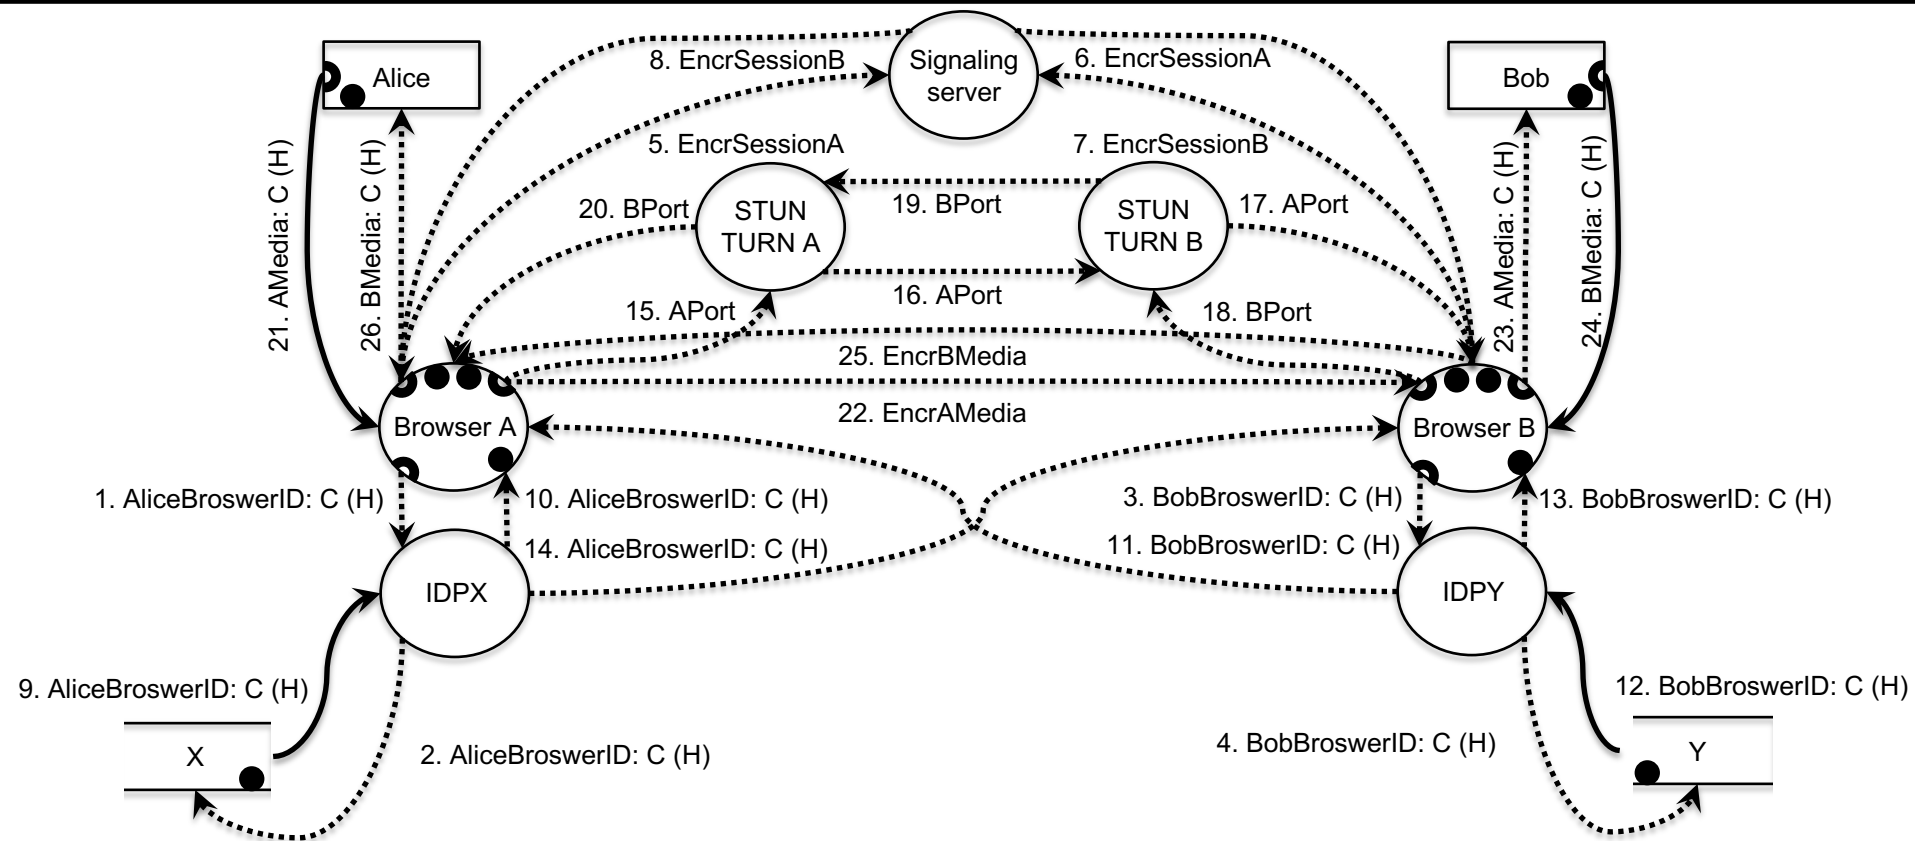 8. EncrSessionB
Signaling
server
6. EncrSessionA
Alice
Bob
5. EncrSessionA
7. EncrSessionB
21. AMedia: C (H)
26. BMedia: C (H)
20. BPort
STUN
TURN A
19. BPort
STUN
TURN B
17. APort
23. AMedia: C (H)
24. BMedia: C (H)
15. APort
16. APort
18. BPort
25. EncrBMedia
22. EncrAMedia
Browser A
Browser B
1. AliceBroswerID: C (H)
10. AliceBroswerID: C (H)
3. BobBroswerID: C (H)
13. BobBroswerID: C (H)
14. AliceBroswerID: C (H)
11. BobBroswerID: C (H)
IDPX
IDPY
9. AliceBroswerID: C (H)
12. BobBroswerID: C (H)
X
2. AliceBroswerID: C (H)
4. BobBroswerID: C (H)
Y